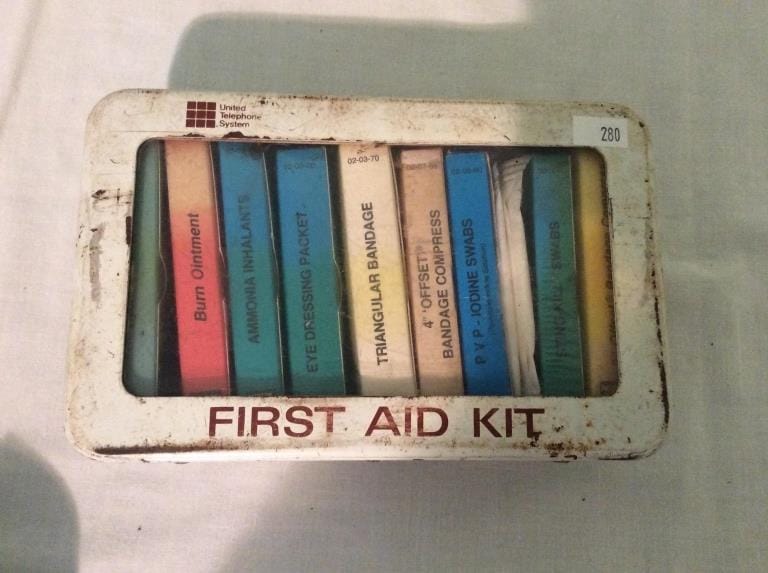 United
Telephone
System
280
Burn Ointment
AMMONIA INHALANTS
EYE DRESSING PACKET
02-03-70
TRIANGULAR BANDAGE
4" OFFSET
BANDAGE COMPRESS
P V P - IODINE SWABS
SWABS
FIRST AID KIT